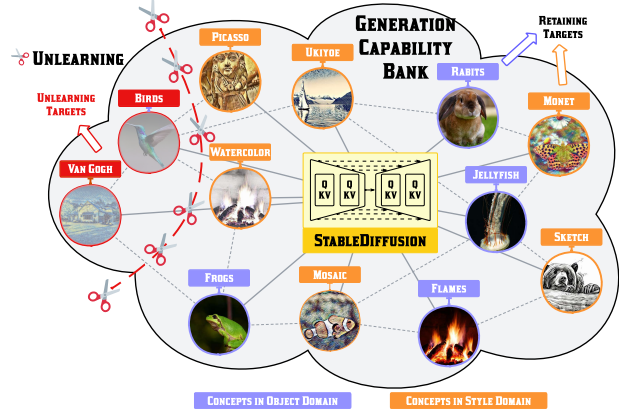 Generation
Capability
Bank
Retaining
Targets
Unlearning
Picasso
Ukiyoe
Rabits
Monet
Unlearning
Targets
Birds
Watercolor
Van Gogh
Jellyfish
Q
KV
Q
KV
Q
KV
Q
KV
StableDiffusion
Sketch
Frogs
Mosaic
Flames
Concepts in Object Domain
Concepts in Style Domain